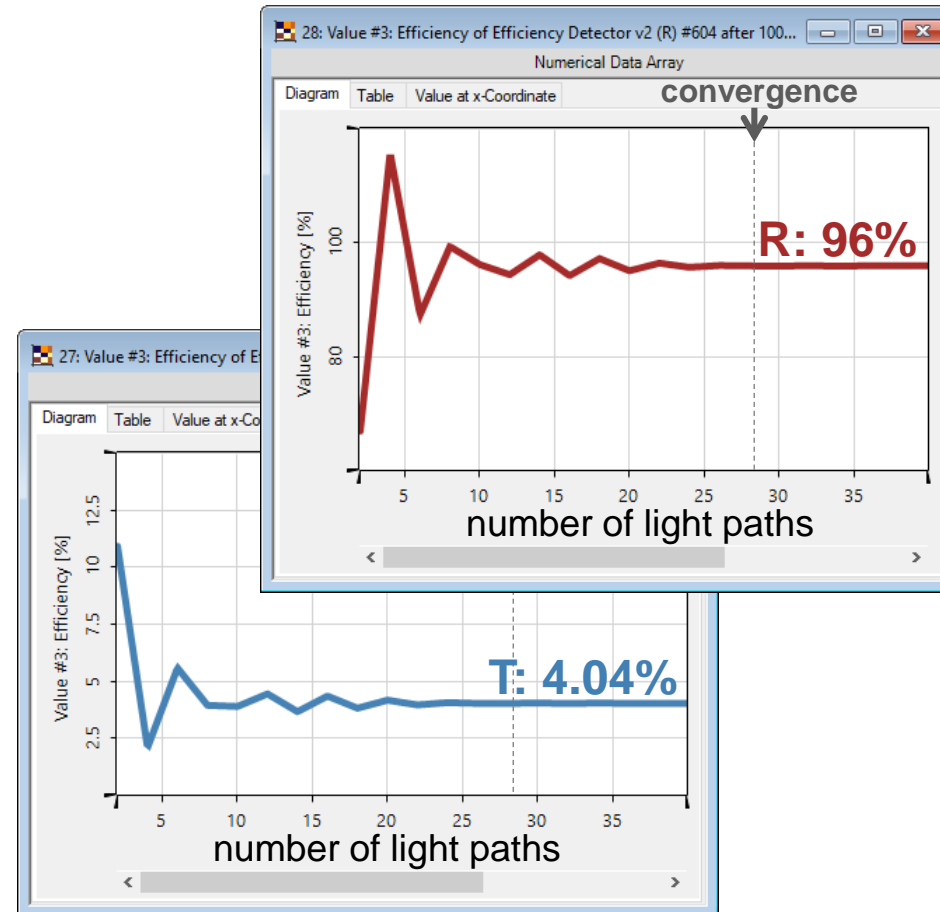 28: Value #3: Efficiency of Efficiency Detector v2 (R) #604 after 100...
Numerical Data Array
Diagram Table Value at x-Coordinate
convergence
Value #3: Efficiency [%]
100
80
R: 96%
5 10 15 20 25 30 35
number of light paths
27: Value #3: Efficiency of E
Diagram Table Value at x-Co
Value #3: Efficiency [%]
12.5
10
7.5
5
2.5
T: 4.04%
5 10 15 20 25 30 35
number of light paths